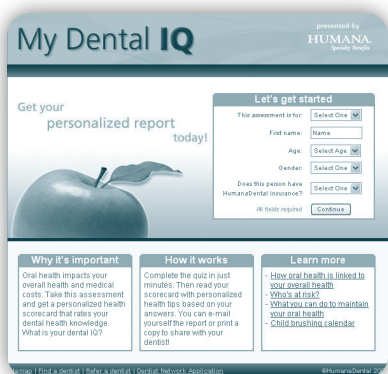 My Dental IQ
presented by
HUMANA
Specialty Benefits
Get your
personalized report
today!
Let's get started
This assessment is for: Select One
First name: Name
Age: Select Age
Gender: Select One
Does this person have
HumanaDental insurance? Select One
All fields required Continue
Why it's important
Oral health impacts your
overall health and medical
costs. Take this assessment
and get a personalized health
scorecard that rates your
dental health knowledge.
What is your dental IQ?
How it works
Complete the quiz in just
minutes. Then read your
scorecard with personalized
health tips based on your
answers. You can e-mail
yourself the report or print a
copy to share with your
dentist!
Learn more
- How oral health is linked to
your overall health
- Who's at risk?
- What you can do to maintain
your oral health
- Child brushing calendar
| Find a dentist | Refer a dentist | Dentist Network Application
©HumanaDental